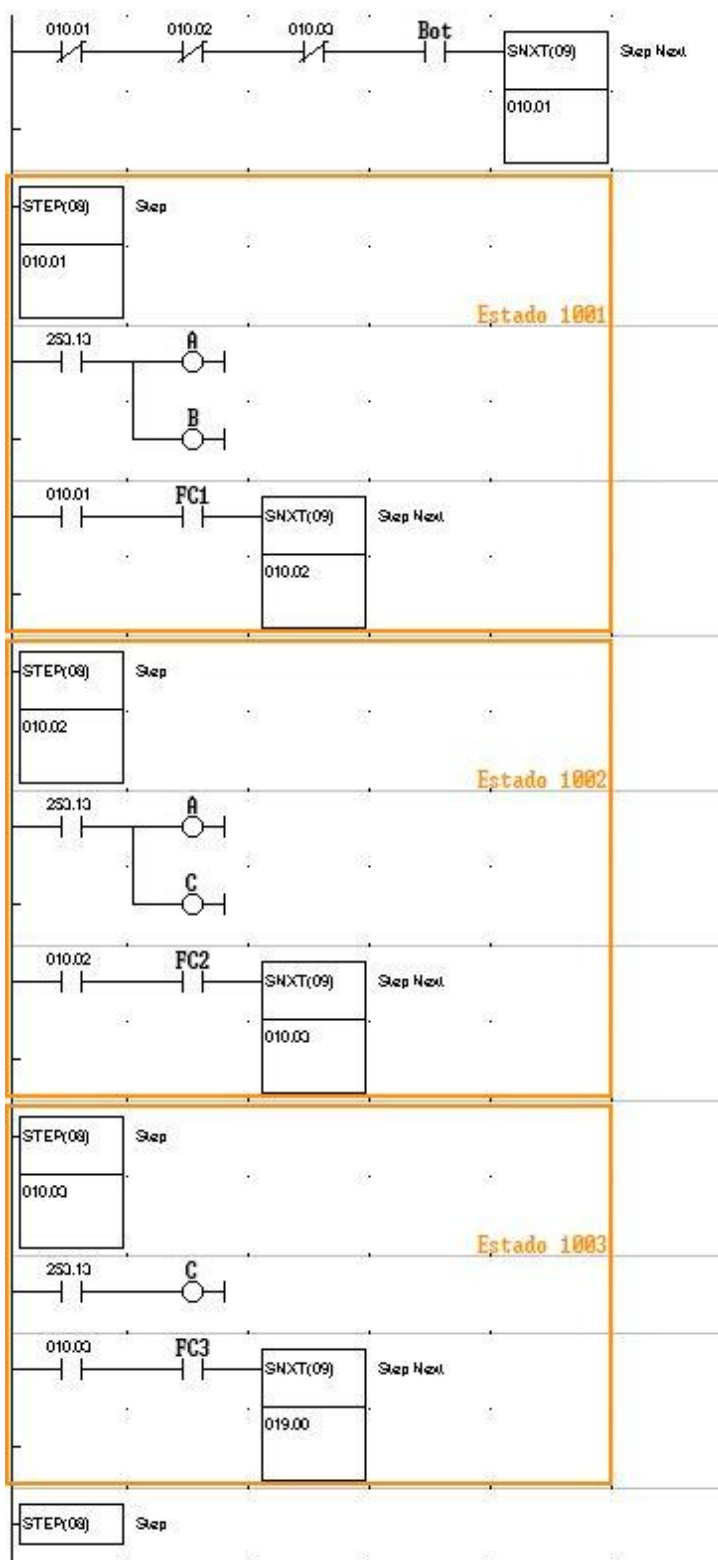 010.01 010.02 010.03 Bot
SNXT(09) Step Next
010.01
STEP(08) Step
010.01
Estado 1001
253.13 A
B
010.01 FC1
SNXT(09) Step Next
010.02
STEP(08) Step
010.02
Estado 1002
253.13 A
C
010.02 FC2
SNXT(09) Step Next
010.03
STEP(08) Step
010.03
Estado 1003
253.13 C
010.03 FC3
SNXT(09) Step Next
019.00
STEP(08) Step